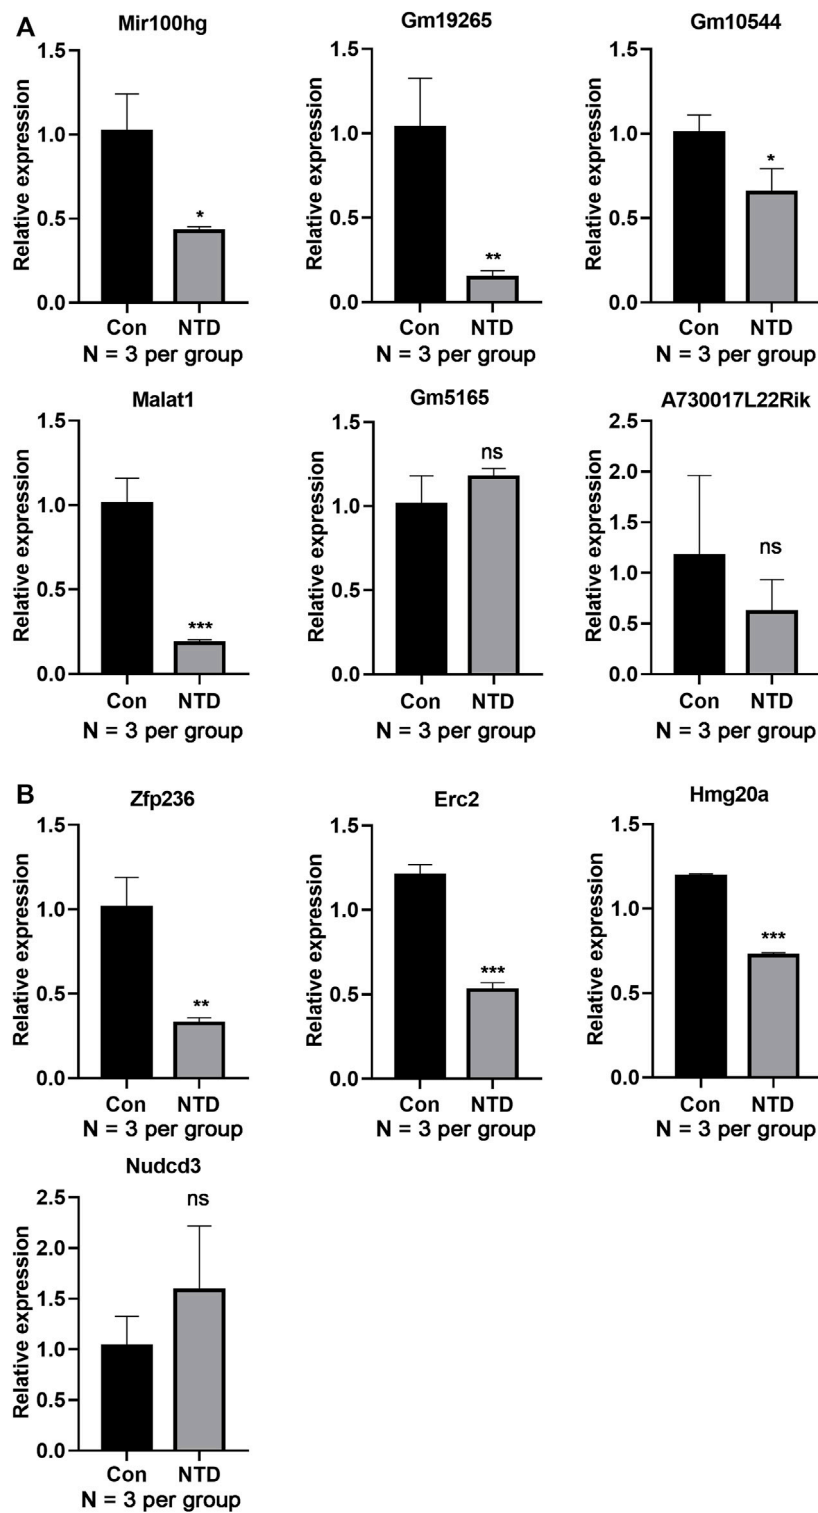 A
Mir100hg
Relative expression
1.5
1.0
0.5
0.0
*
Con NTD
N = 3 per group
Gm19265
Relative expression
1.5
1.0
0.5
0.0
**
Con NTD
N = 3 per group
Gm10544
Relative expression
1.5
1.0
0.5
0.0
*
Con NTD
N = 3 per group
Malat1
Relative expression
1.5
1.0
0.5
0.0
***
Con NTD
N = 3 per group
Gm5165
Relative expression
1.5
1.0
0.5
0.0
ns
Con NTD
N = 3 per group
A730017L22Rik
Relative expression
2.5
2.0
1.5
1.0
0.5
0.0
ns
Con NTD
N = 3 per group
B
Zfp236
Relative expression
1.5
1.0
0.5
0.0
**
Con NTD
N = 3 per group
Erc2
Relative expression
1.5
1.0
0.5
0.0
***
Con NTD
N = 3 per group
Hmg20a
Relative expression
1.5
1.0
0.5
0.0
***
Con NTD
N = 3 per group
Nudcd3
Relative expression
2.5
2.0
1.5
1.0
0.5
0.0
ns
Con NTD
N = 3 per group